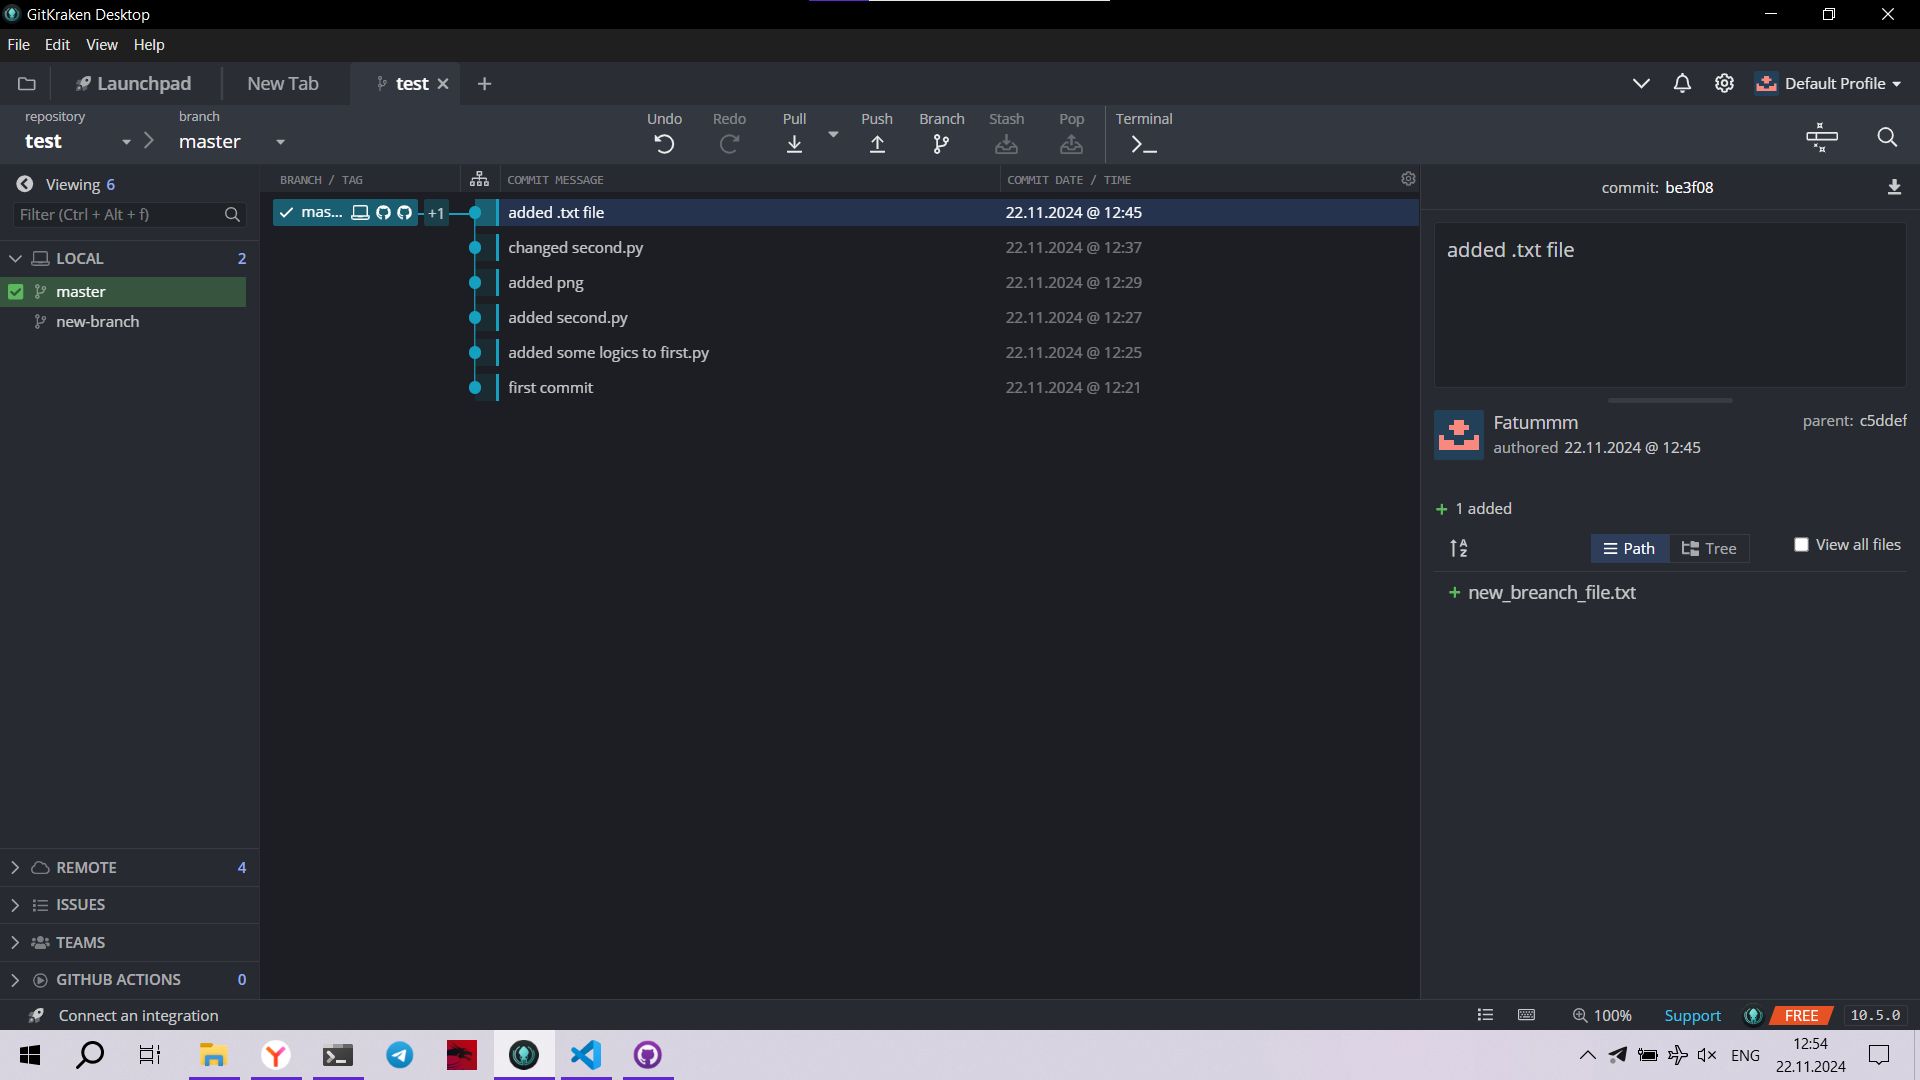 GitKraken Desktop
File Edit View Help
Launchpad New Tab test
Default Profile
repository
test
branch
master
Undo Redo Pull Push Branch Stash Pop Terminal
Viewing 6
Filter (Ctrl + Alt + f)
LOCAL 2
master
new-branch
REMOTE 4
ISSUES
TEAMS
GITHUB ACTIONS 0
BRANCH / TAG COMMIT MESSAGE COMMIT DATE / TIME
mas... +1 added .txt file 22.11.2024 @ 12:45
changed second.py 22.11.2024 @ 12:37
added png 22.11.2024 @ 12:29
added second.py 22.11.2024 @ 12:27
added some logics to first.py 22.11.2024 @ 12:25
first commit 22.11.2024 @ 12:21
commit: be3f08
added .txt file
Fatummm
parent: c5ddef
authored 22.11.2024 @ 12:45
+ 1 added
A Z
Path Tree View all files
+ new_breanch_file.txt
Connect an integration 100% Support FREE 10.5.0
ENG
12:54
22.11.2024